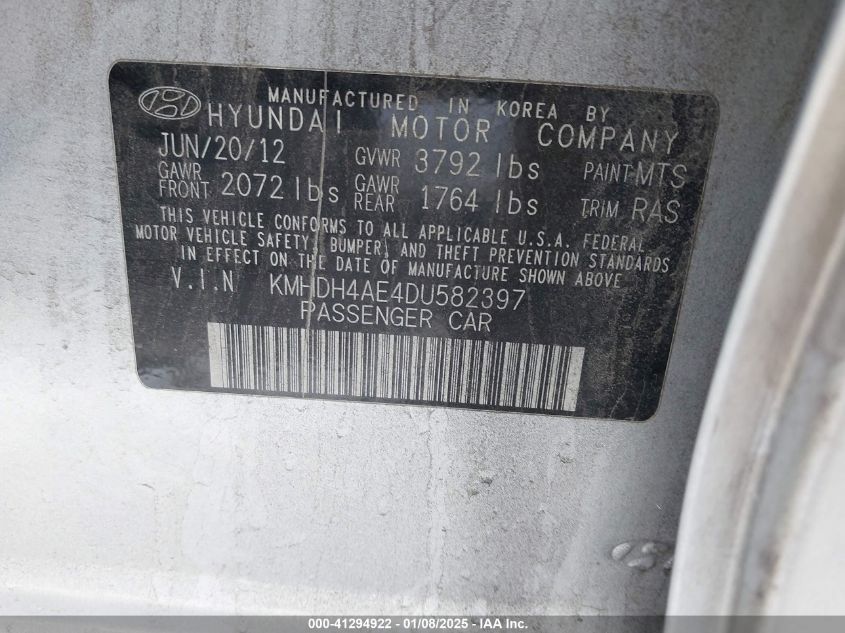 MANUFACTURED IN KOREA BY
HYUNDAI MOTOR COMPANY
JUN/20/12 GVWR 3792 lbs PAINT MTS
GAWR FRONT 2072 lbs GAWR REAR 1764 lbs TRIM RAS
THIS VEHICLE CONFORMS TO ALL APPLICABLE U.S.A. FEDERAL
MOTOR VEHICLE SAFETY, BUMPER, AND THEFT PREVENTION STANDARDS
IN EFFECT ON THE DATE OF MANUFACTURE SHOWN ABOVE
V.I.N KMHDH4AE4DU582397
PASSENGER CAR
000-41294922 - 01/08/2025 - © IAA Inc.